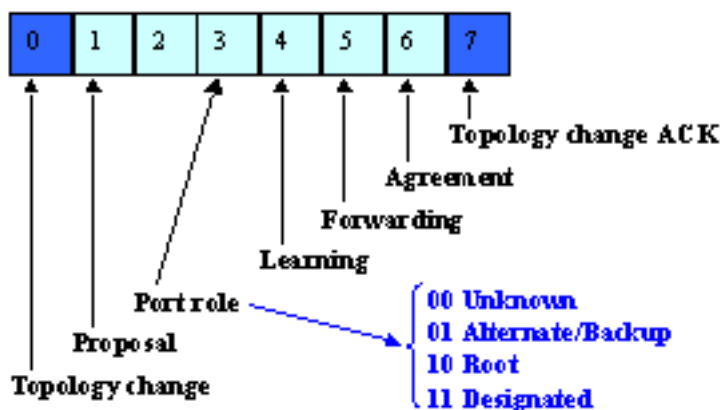 0 1 2 3 4 5 6 7
Topology change ACK
Agreement
Forwarding
Learning
Port role
00 Unknown
01 Alternate/Backup
10 Root
11 Designated
Proposal
Topology change